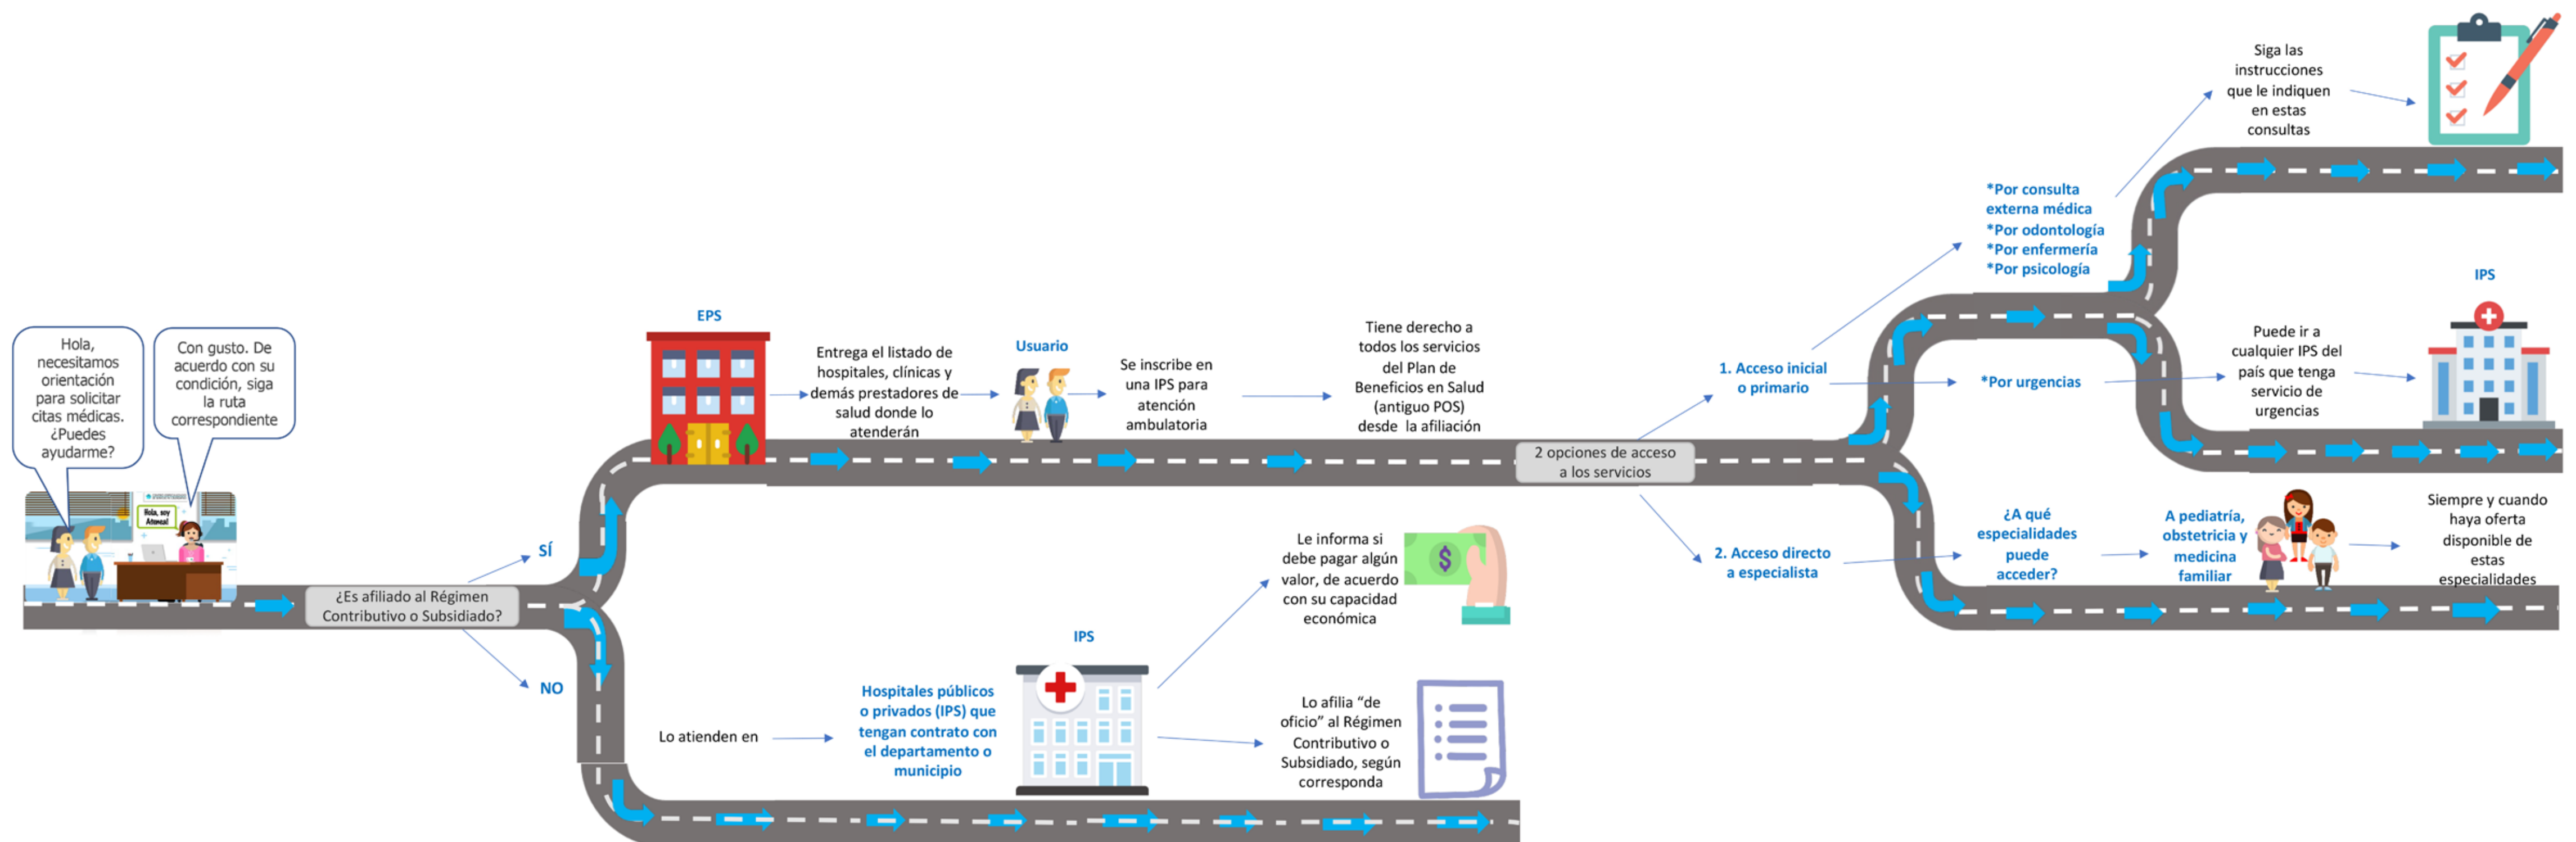 Hola,
necesitamos
orientación
para solicitar
citas médicas.
¿Puedes
ayudarme?
Con gusto. De
acuerdo con su
condición, siga
la ruta
correspondiente
Hola, soy
Atenea!
¿Es afiliado al Régimen
Contributivo o Subsidiado?
SÍ
NO
EPS
Entrega el listado de
hospitales, clínicas y
demás prestadores de
salud donde lo
atenderán
Usuario
Se inscribe en
una IPS para
atención
ambulatoria
Tiene derecho a
todos los servicios
del Plan de
Beneficios en Salud
(antiguo POS)
desde la afiliación
2 opciones de acceso
a los servicios
1. Acceso inicial
o primario
*Por consulta
externa médica
*Por odontología
*Por enfermería
*Por psicología
Siga las
instrucciones
que le indiquen
en estas
consultas
*Por urgencias
Puede ir a
cualquier IPS del
país que tenga
servicio de
urgencias
IPS
2. Acceso directo
a especialista
¿A qué
especialidades
puede
acceder?
A pediatría,
obstetricia y
medicina
familiar
Siempre y cuando
haya oferta
disponible de
estas
especialidades
Lo atienden en
Hospitales públicos
o privados (IPS) que
tengan contrato con
el departamento o
municipio
IPS
Le informa si
debe pagar algún
valor, de acuerdo
con su capacidad
económica
$
Lo afilia “de
oficio” al Régimen
Contributivo o
Subsidiado, según
corresponda